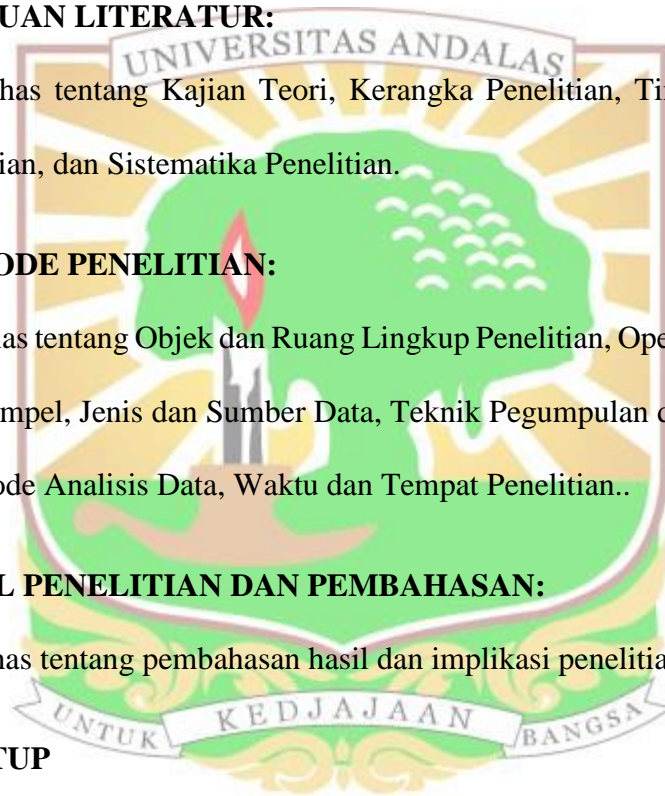 UAN LITERATUR:
UNIVERSITAS ANDALAS
has tentang Kajian Teori, Kerangka Penelitian, Ti
ian, dan Sistematika Penelitian.
ODE PENELITIAN:
as tentang Objek dan Ruang Lingkup Penelitian, Ope
mpel, Jenis dan Sumber Data, Teknik Pegumpulan d
ode Analisis Data, Waktu dan Tempat Penelitian..
L PENELITIAN DAN PEMBAHASAN:
has tentang pembahasan hasil dan implikasi penelitia
UNTUK KEDJAJAAN BANGSA
TUP